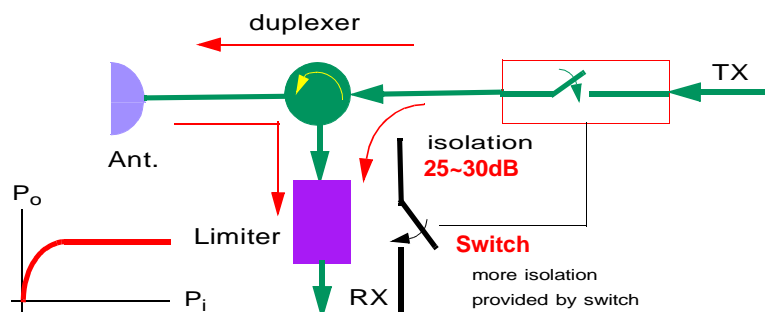 duplexer
TX
Ant.
isolation
25~30dB
Pₒ
Limiter
Switch
more isolation
provided by switch
Pᵢ
RX